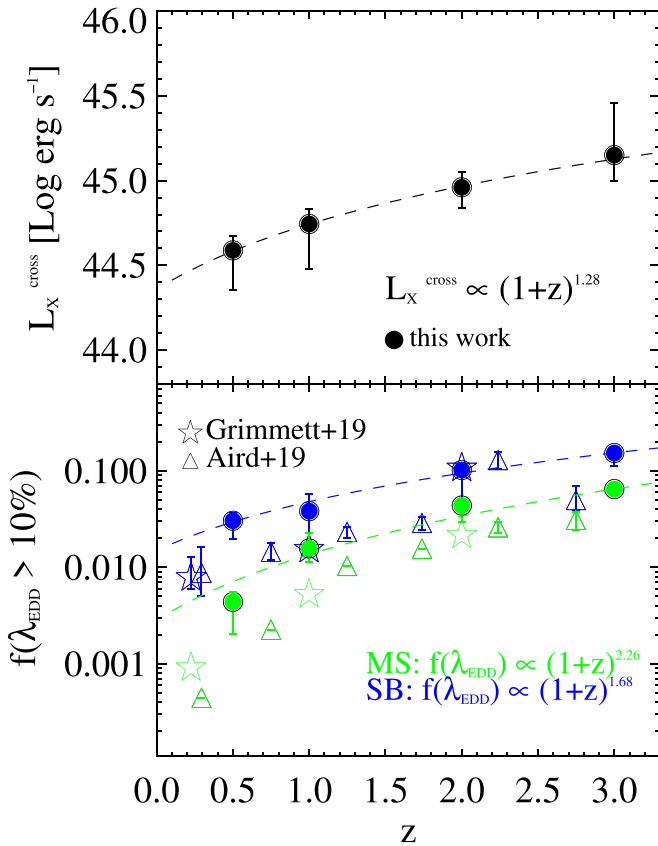 46.0
45.5
45.0
44.5
44.0
L_X^cross [Log erg s^-1]
L_X^cross ∝ (1+z)^1.28
this work
Grimmett+19
Aird+19
0.100
0.010
0.001
f(λ_EDD > 10%)
MS: f(λ_EDD) ∝ (1+z)^2.26
SB: f(λ_EDD) ∝ (1+z)^1.68
0.0 0.5 1.0 1.5 2.0 2.5 3.0
z